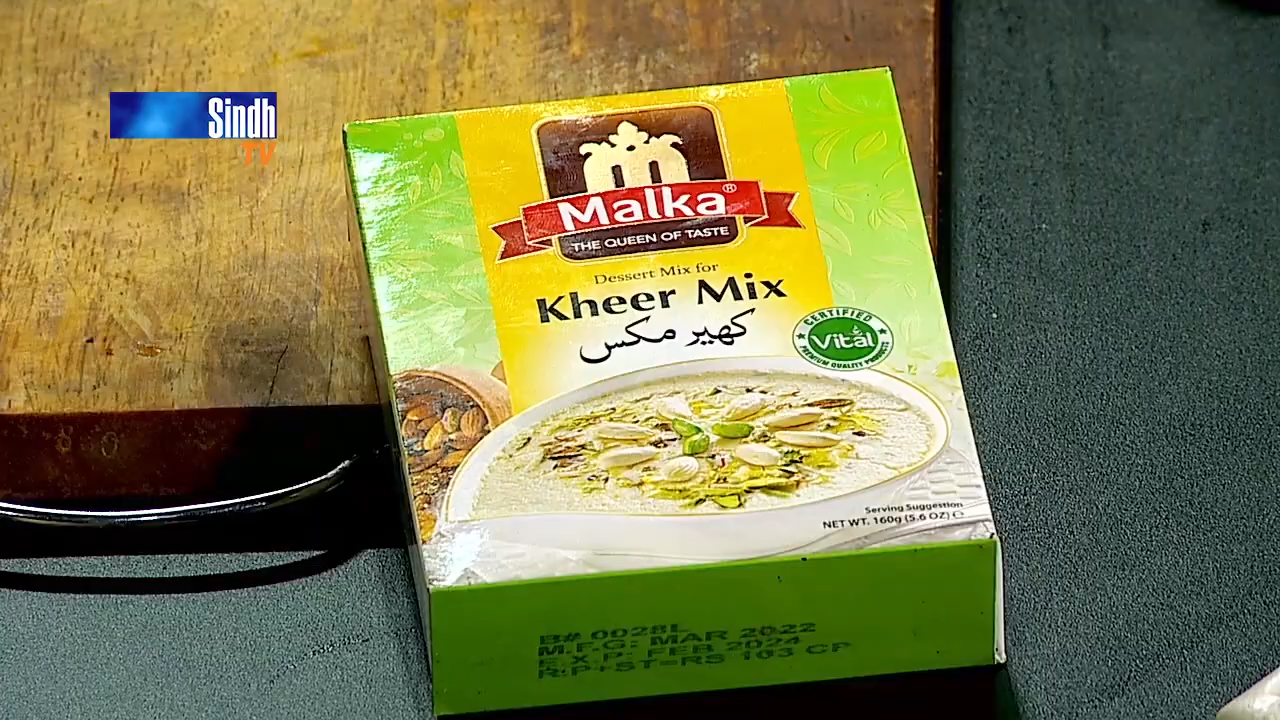 Sindh
TV
Malka®
THE QUEEN OF TASTE
Dessert Mix for
Kheer Mix
کھیر مکس
CERTIFIED
Vital
PREMIUM QUALITY PRODUCTS
Serving Suggestion
NET WT. 160g (5.6 OZ) ℮
B# 0028L
M.F.G: MAR 2022
E.X.P: FEB 2024
R.P+ST=RS 103 CP